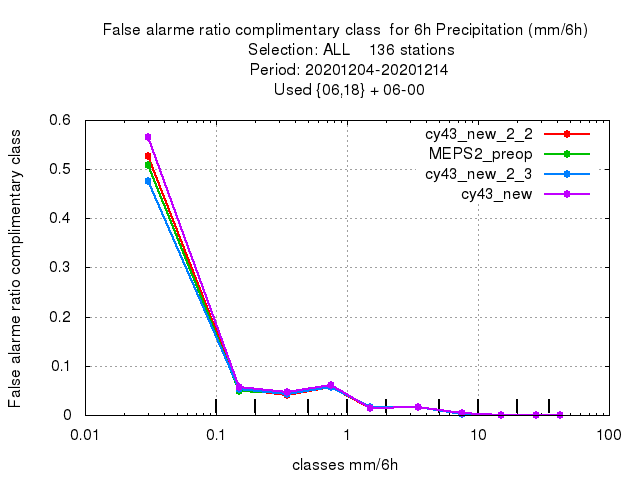 False alarme ratio complimentary class  for 6h Precipitation (mm/6h)
Selection: ALL    136 stations
Period: 20201204-20201214
Used {06,18} + 06-00
cy43_new_2_2
MEPS2_preop
cy43_new_2_3
cy43_new
False alarme ratio complimentary class
0.6
0.5
0.4
0.3
0.2
0.1
0
0.01
0.1
1
10
100
classes mm/6h